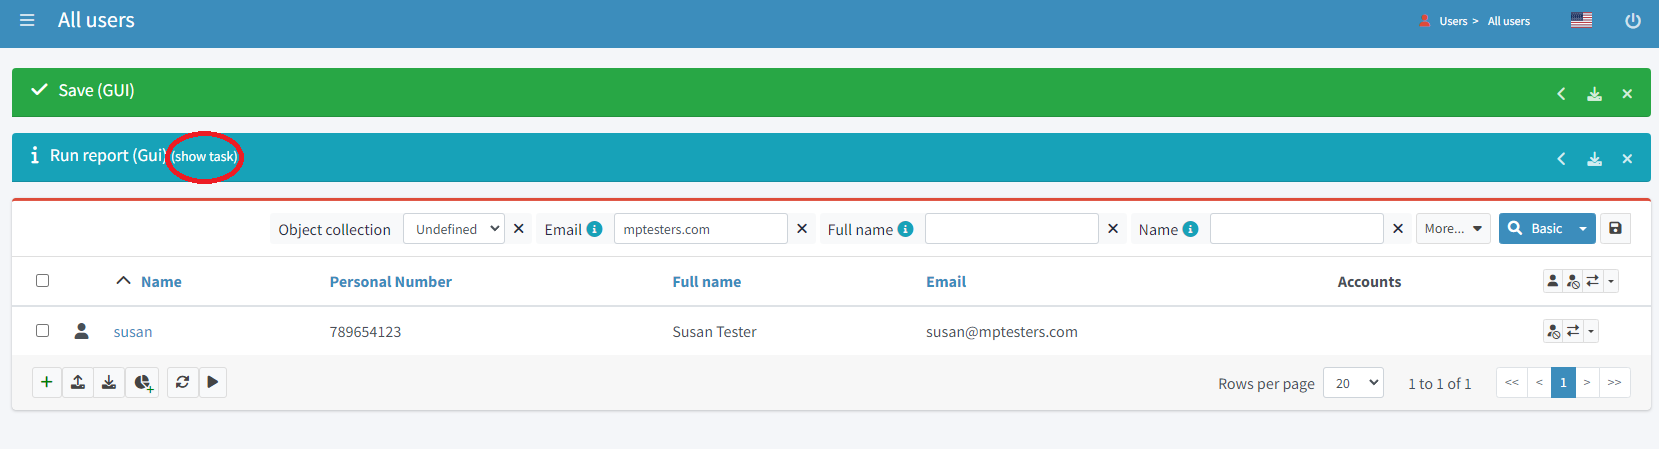 All users
Users > All users
Save (GUI)
Run report (Gui) (show task)
Object collection Undefined Email mptesters.com Full name Name More... Basic
Name Personal Number Full name Email Accounts
susan 789654123 Susan Tester susan@mptesters.com
Rows per page 20 1 to 1 of 1 << < 1 > >>